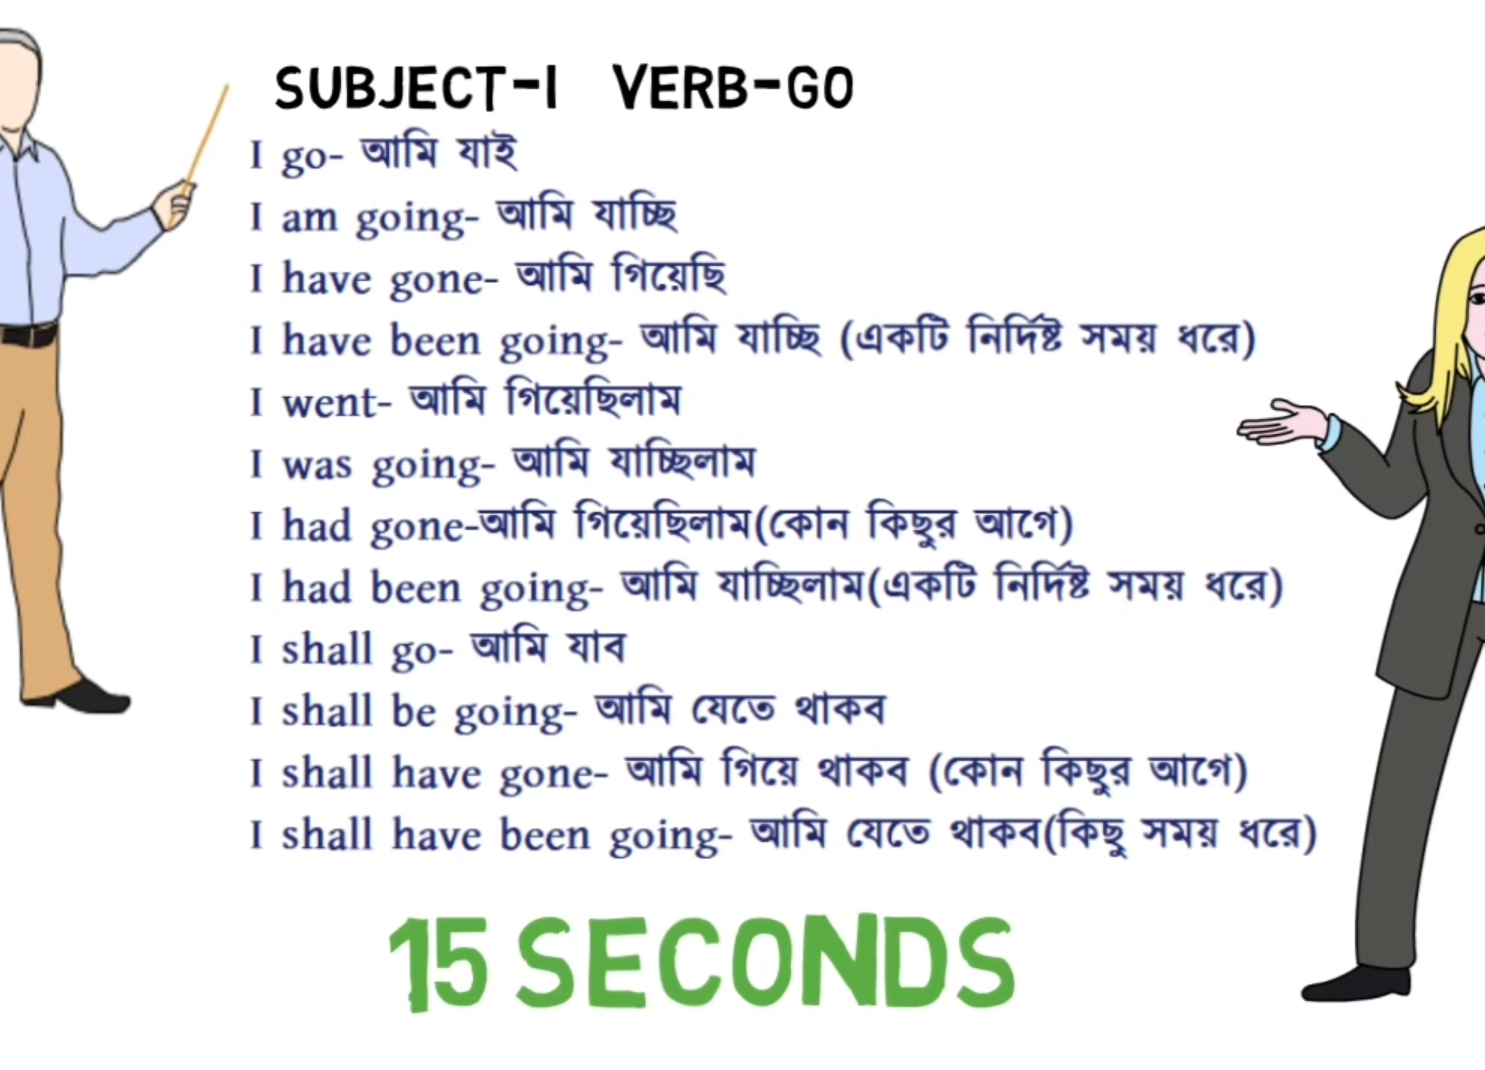 SUBJECT-I VERB-GO
I go- আমি যাই
I am going- আমি যাচ্ছি
I have gone- আমি গিয়েছি
I have been going- আমি যাচ্ছি (একটি নির্দিষ্ট সময় ধরে)
I went- আমি গিয়েছিলাম
I was going- আমি যাচ্ছিলাম
I had gone-আমি গিয়েছিলাম(কোন কিছুর আগে)
I had been going- আমি যাচ্ছিলাম(একটি নির্দিষ্ট সময় ধরে)
I shall go- আমি যাব
I shall be going- আমি যেতে থাকব
I shall have gone- আমি গিয়ে থাকব (কোন কিছুর আগে)
I shall have been going- আমি যেতে থাকব(কিছু সময় ধরে)
15 SECONDS